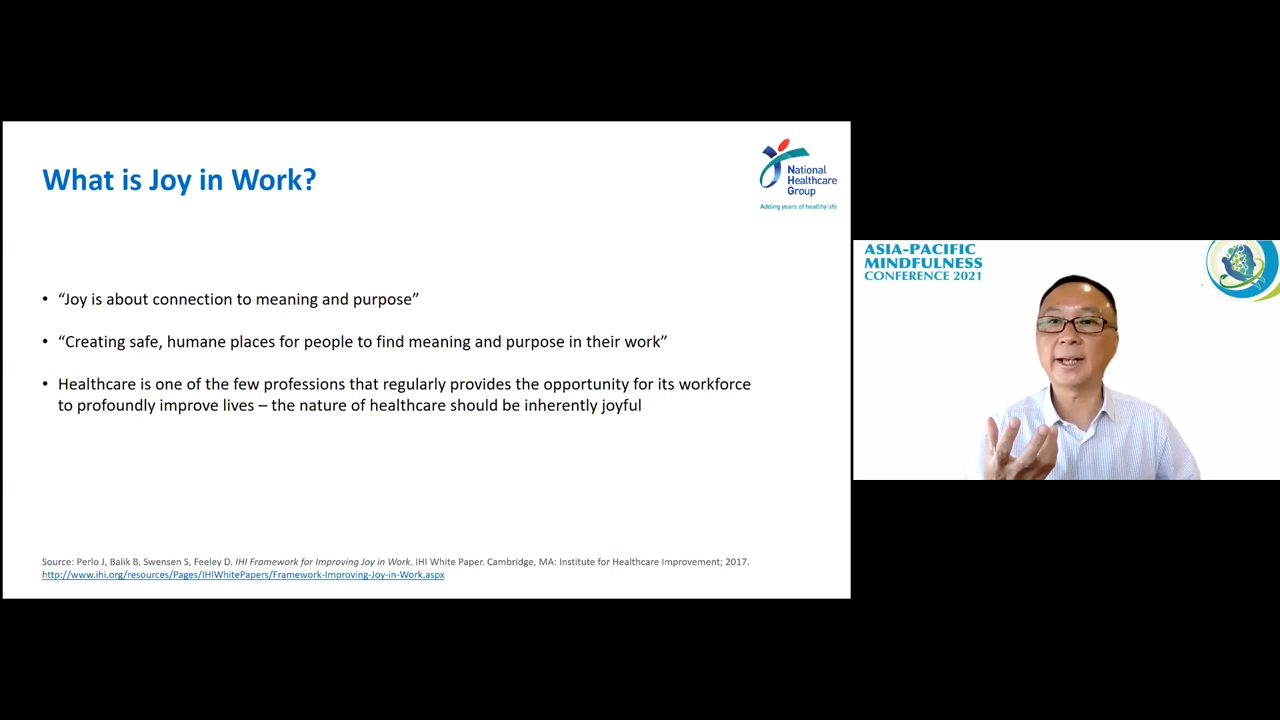 What is Joy in Work?
National
Healthcare
Group
Adding years of healthy life
• “Joy is about connection to meaning and purpose”
• “Creating safe, humane places for people to find meaning and purpose in their work”
• Healthcare is one of the few professions that regularly provides the opportunity for its workforce
to profoundly improve lives – the nature of healthcare should be inherently joyful
Source: Perlo J, Balik B, Swensen S, Feeley D. IHI Framework for Improving Joy in Work. IHI White Paper. Cambridge, MA: Institute for Healthcare Improvement; 2017.
http://www.ihi.org/resources/Pages/IHIWhitePapers/Framework-Improving-Joy-in-Work.aspx
ASIA-PACIFIC
MINDFULNESS
CONFERENCE 2021